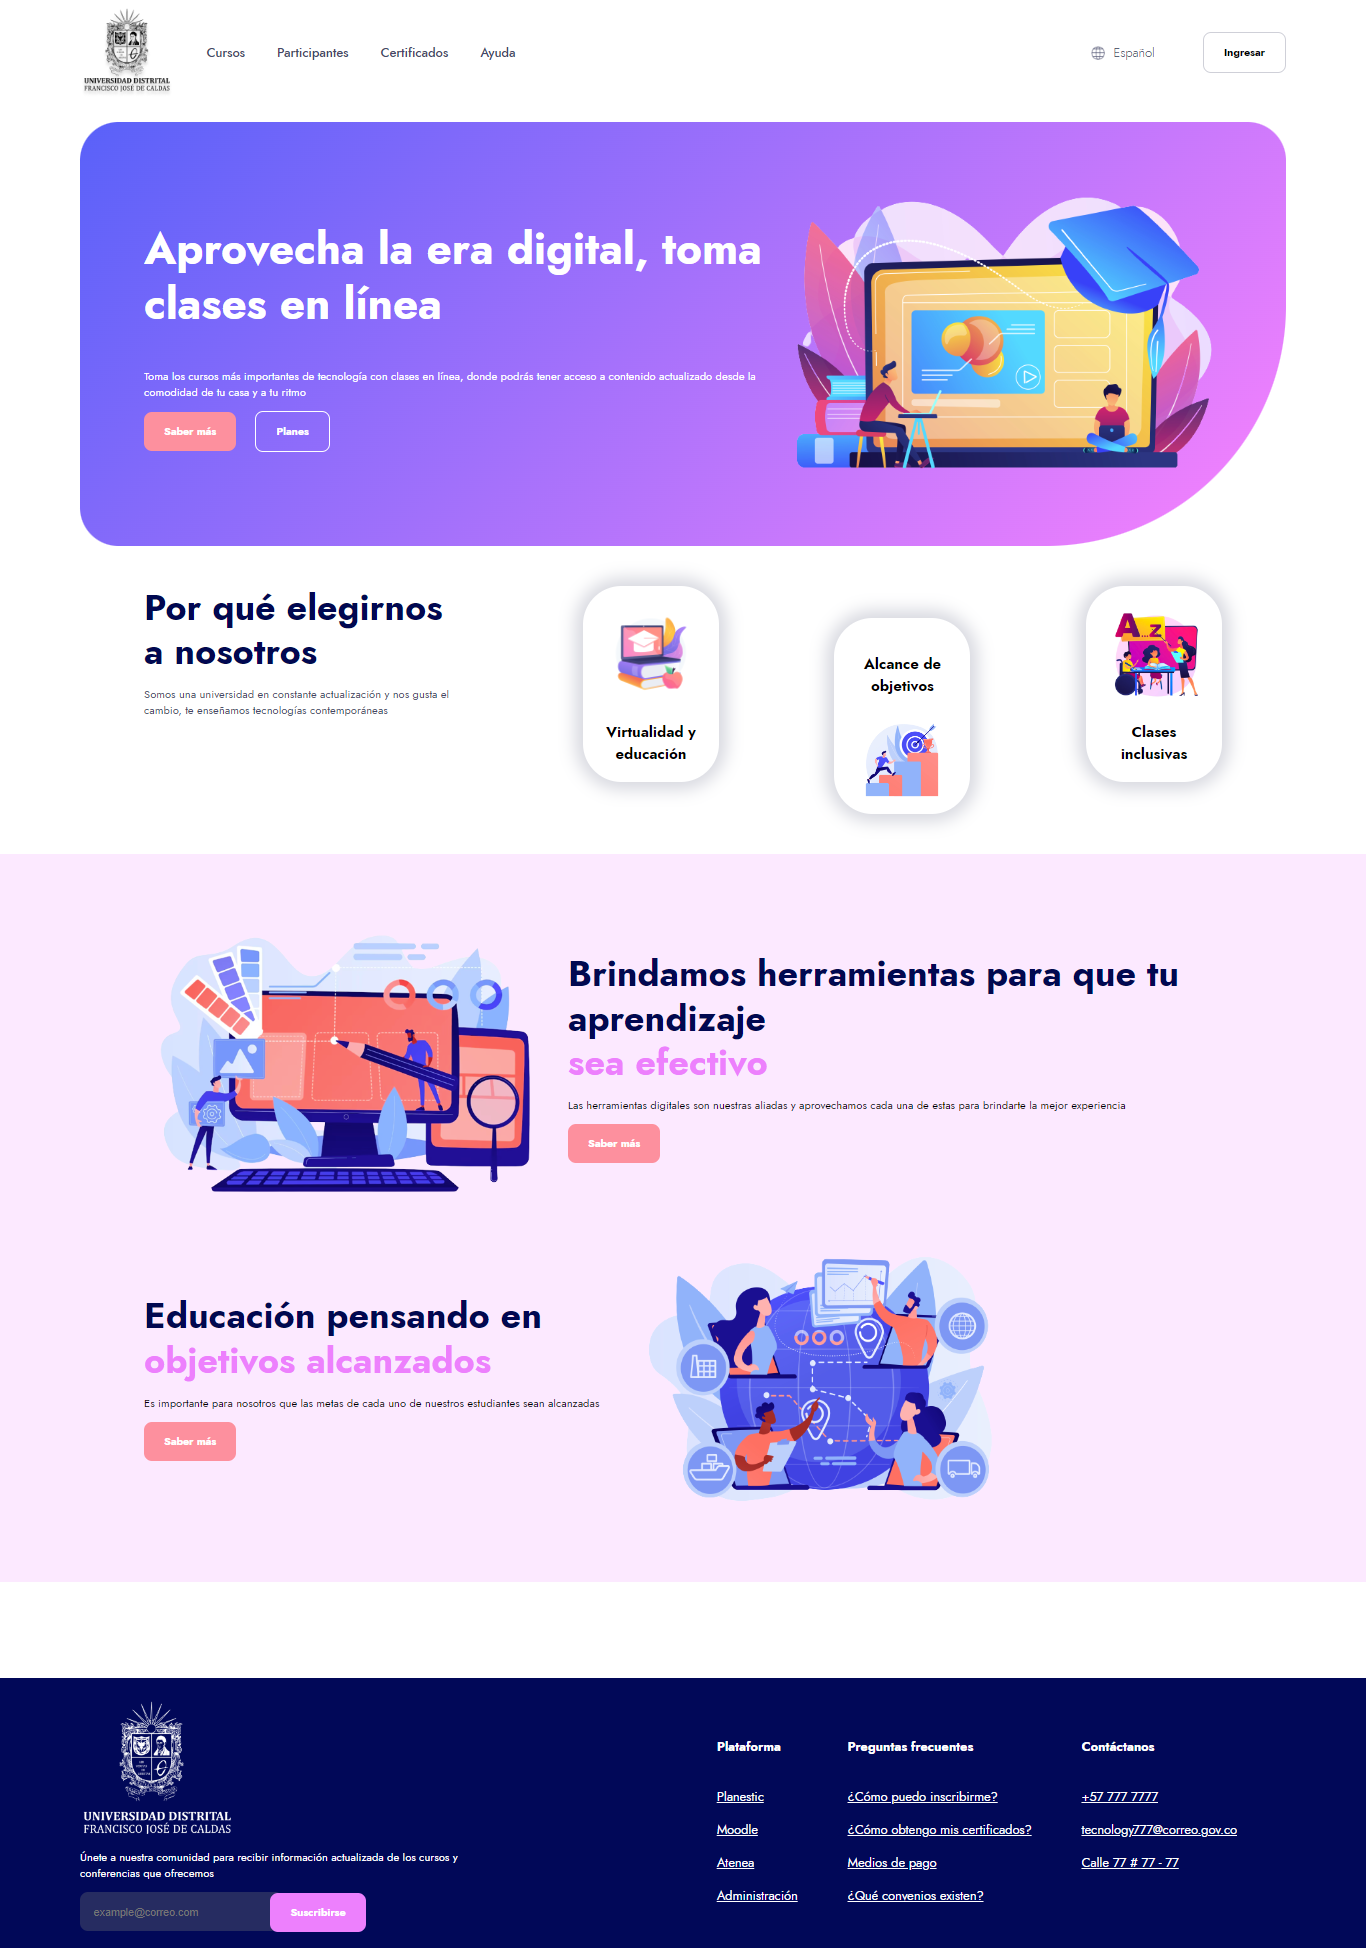 UNIVERSIDAD DISTRITAL
FRANCISCO JOSÉ DE CALDAS
Cursos
Participantes
Certificados
Ayuda
Español
Ingresar
Aprovecha la era digital, toma
clases en línea
Toma los cursos más importantes de tecnología con clases en línea, donde podrás tener acceso a contenido actualizado desde la
comodidad de tu casa y a tu ritmo
Saber más
Planes
Por qué elegirnos
a nosotros
Somos una universidad en constante actualización y nos gusta el
cambio, te enseñamos tecnologías contemporáneas
Virtualidad y
educación
Alcance de
objetivos
A...Z
Clases
inclusivas
Brindamos herramientas para que tu
aprendizaje
sea efectivo
Las herramientas digitales son nuestras aliadas y aprovechamos cada una de estas para brindarte la mejor experiencia
Saber más
Educación pensando en
objetivos alcanzados
Es importante para nosotros que las metas de cada uno de nuestros estudiantes sean alcanzadas
Saber más
UNIVERSIDAD DISTRITAL
FRANCISCO JOSÉ DE CALDAS
Únete a nuestra comunidad para recibir información actualizada de los cursos y
conferencias que ofrecemos
example@correo.com
Suscribirse
Plataforma
Planestic
Moodle
Atenea
Administración
Preguntas frecuentes
¿Cómo puedo inscribirme?
¿Cómo obtengo mis certificados?
Medios de pago
¿Qué convenios existen?
Contáctanos
+57 777 7777
tecnology777@correo.gov.co
Calle 77 # 77 - 77